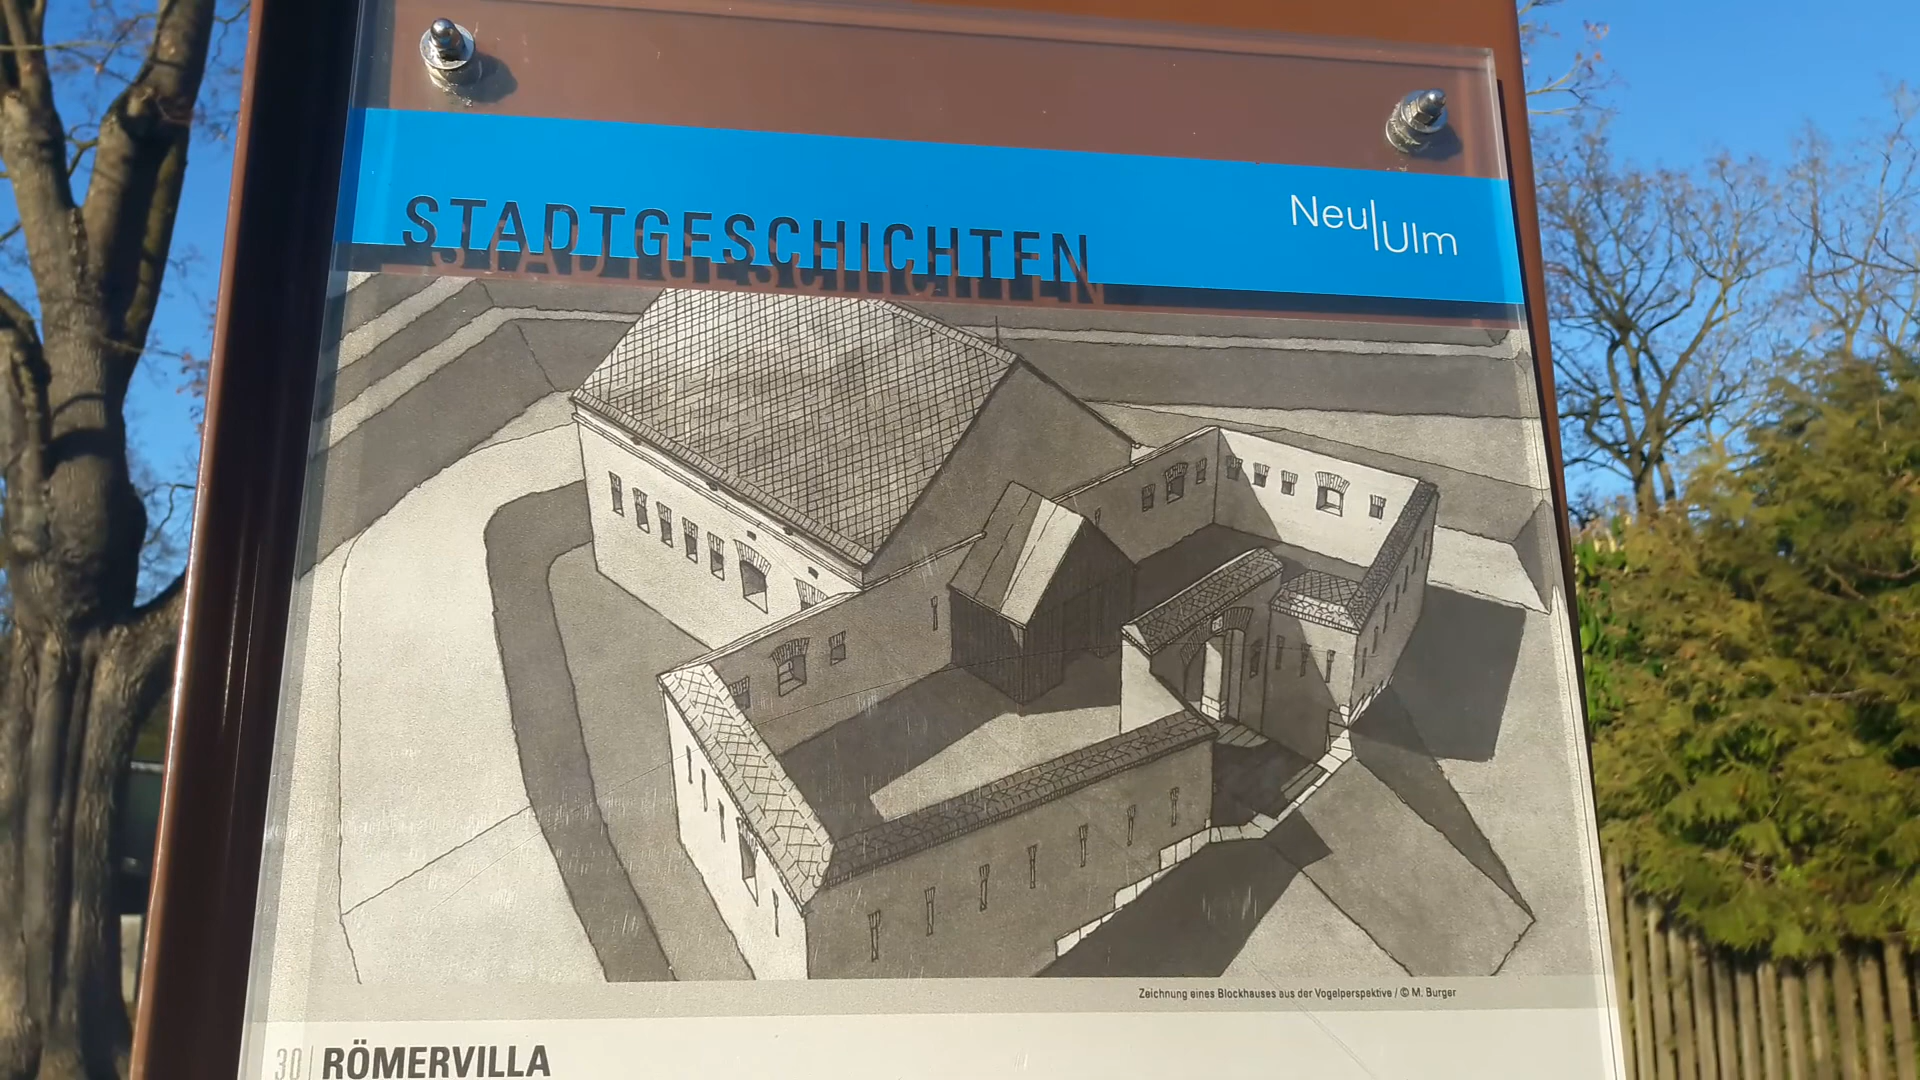 STADTGESCHICHTEN
Neu|Ulm
Zeichnung eines Blockhauses aus der Vogelperspektive / © M. Burger
30 | RÖMERVILLA